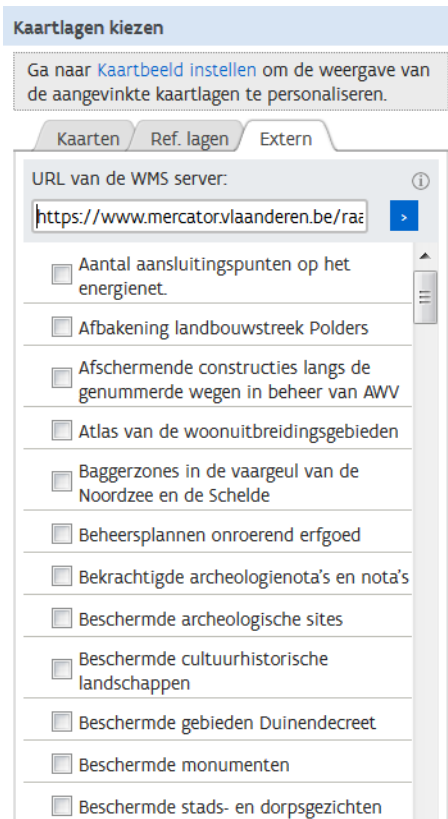 Kaartlagen kiezen
Ga naar Kaartbeeld instellen om de weergave van
de aangevinkte kaartlagen te personaliseren.
Kaarten Ref. lagen Extern
URL van de WMS server:
https://www.mercator.vlaanderen.be/raa
>
Aantal aansluitingspunten op het
energienet.
Afbakening landbouwstreek Polders
Afschermende constructies langs de
genummerde wegen in beheer van AWV
Atlas van de woonuitbreidingsgebieden
Baggerzones in de vaargeul van de
Noordzee en de Schelde
Beheersplannen onroerend erfgoed
Bekrachtigde archeologienota's en nota's
Beschermde archeologische sites
Beschermde cultuurhistorische
landschappen
Beschermde gebieden Duinendecreet
Beschermde monumenten
Beschermde stads- en dorpsgezichten